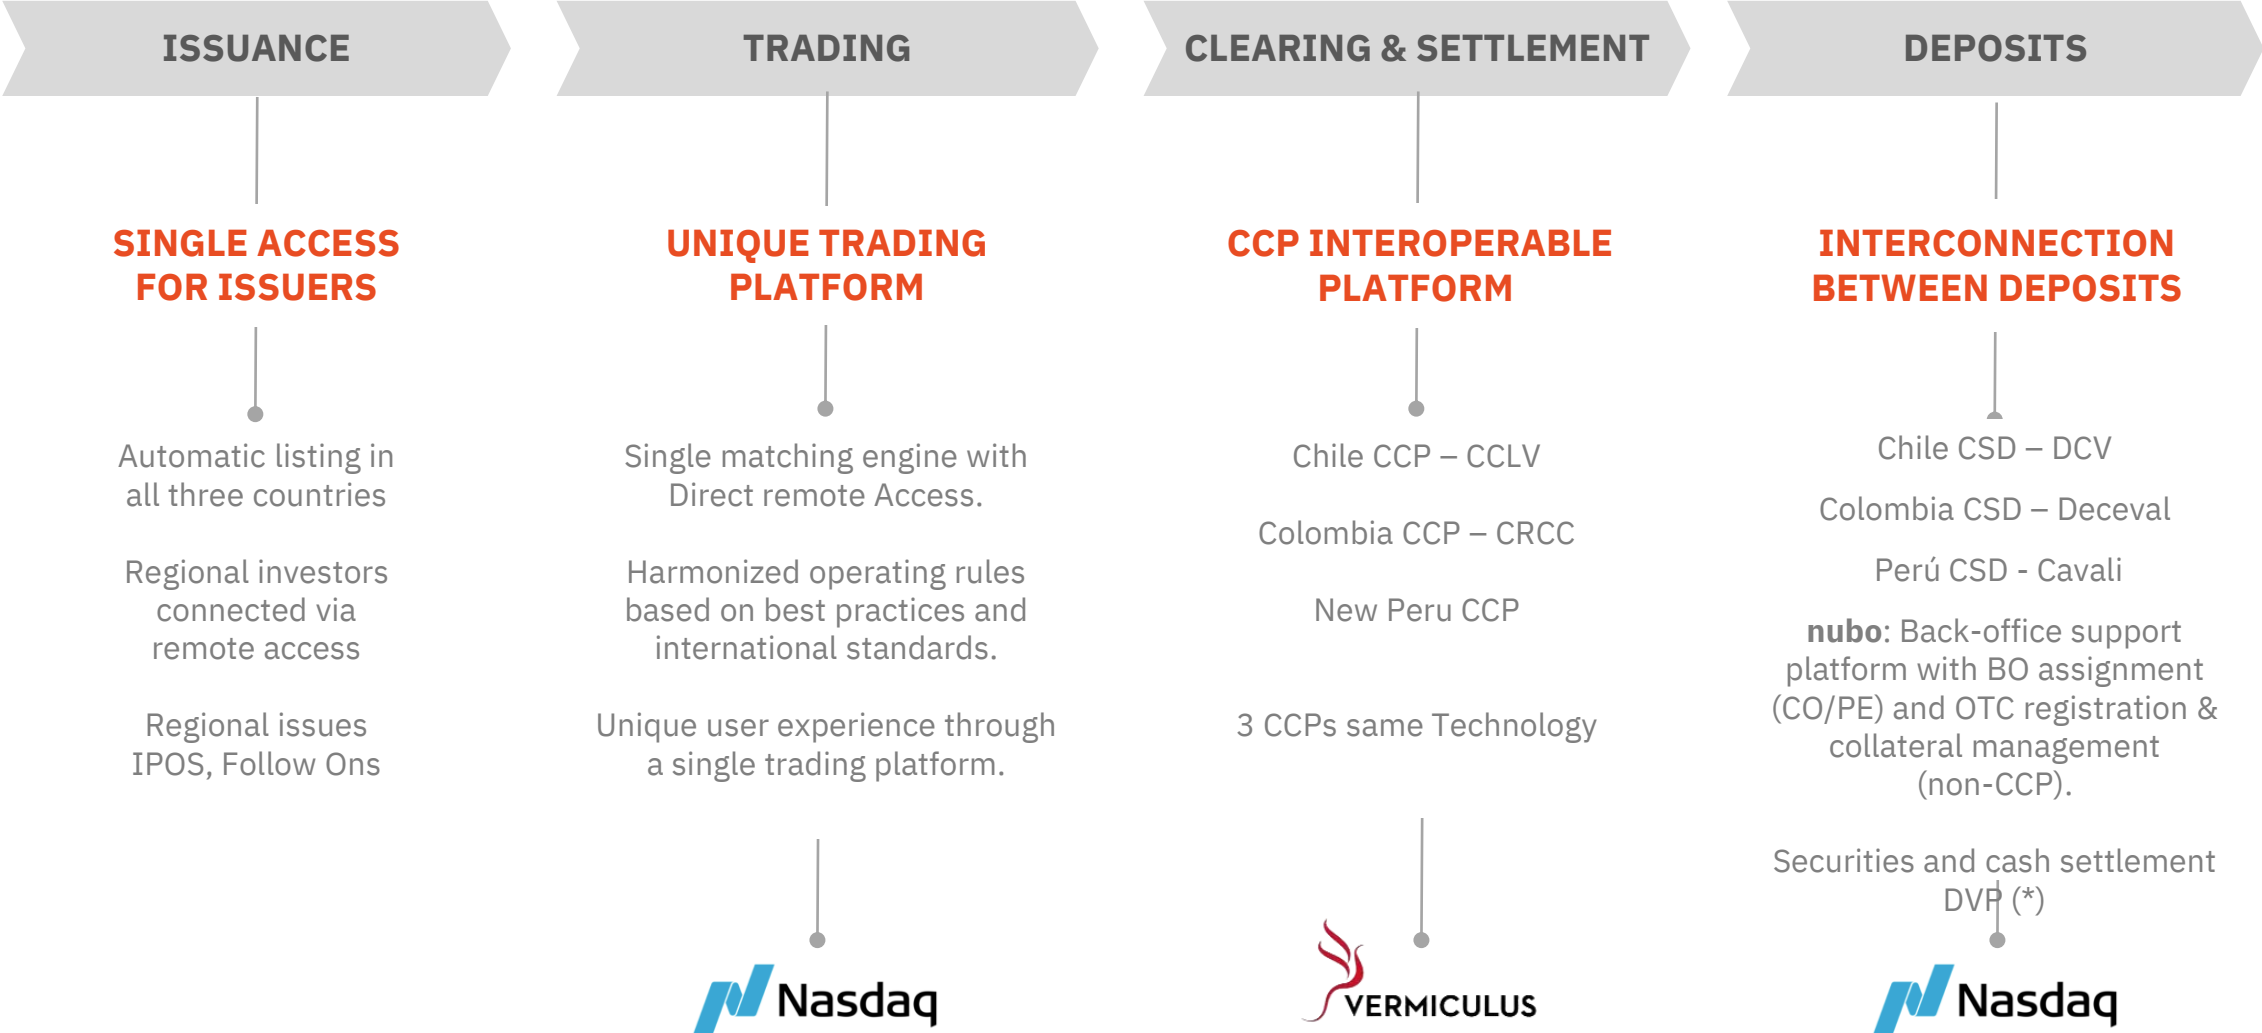 ISSUANCE
SINGLE ACCESS
FOR ISSUERS
Automatic listing in
all three countries
Regional investors
connected via
remote access
Regional issues
IPOS, Follow Ons
TRADING
UNIQUE TRADING
PLATFORM
Single matching engine with
Direct remote Access.
Harmonized operating rules
based on best practices and
international standards.
Unique user experience through
a single trading platform.
Nasdaq
CLEARING & SETTLEMENT
CCP INTEROPERABLE
PLATFORM
Chile CCP – CCLV
Colombia CCP – CRCC
New Peru CCP
3 CCPs same Technology
VERMICULUS
DEPOSITS
INTERCONNECTION
BETWEEN DEPOSITS
Chile CSD – DCV
Colombia CSD – Deceval
Perú CSD - Cavali
nubo: Back-office support
platform with BO assignment
(CO/PE) and OTC registration &
collateral management
(non-CCP).
Securities and cash settlement
DVP (*)
Nasdaq